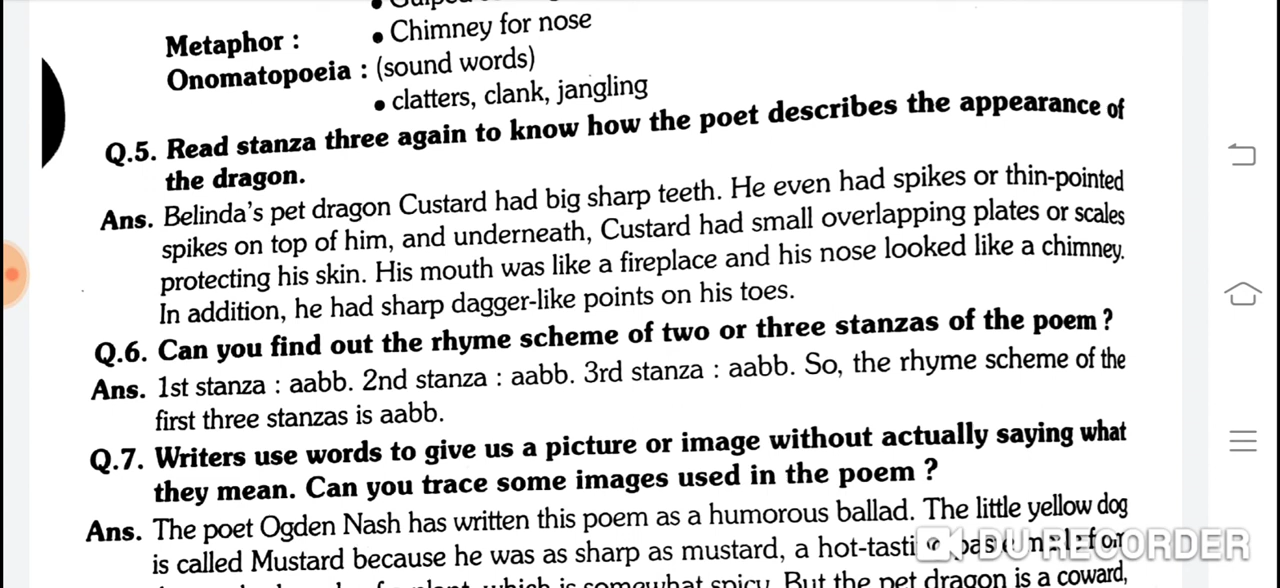 Metaphor : • Chimney for nose
Onomatopoeia : (sound words)
• clatters, clank, jangling
Q.5. Read stanza three again to know how the poet describes the appearance of
the dragon.
Ans. Belinda's pet dragon Custard had big sharp teeth. He even had spikes or thin-pointed
spikes on top of him, and underneath, Custard had small overlapping plates or scales
protecting his skin. His mouth was like a fireplace and his nose looked like a chimney.
In addition, he had sharp dagger-like points on his toes.
Q.6. Can you find out the rhyme scheme of two or three stanzas of the poem ?
Ans. 1st stanza : aabb. 2nd stanza : aabb. 3rd stanza : aabb. So, the rhyme scheme of the
first three stanzas is aabb.
Q.7. Writers use words to give us a picture or image without actually saying what
they mean. Can you trace some images used in the poem ?
Ans. The poet Ogden Nash has written this poem as a humorous ballad. The little yellow dog
is called Mustard because he was as sharp as mustard, a hot-tasti
DU RECORDER
which is somewhat spicy. But the pet dragon is a coward,